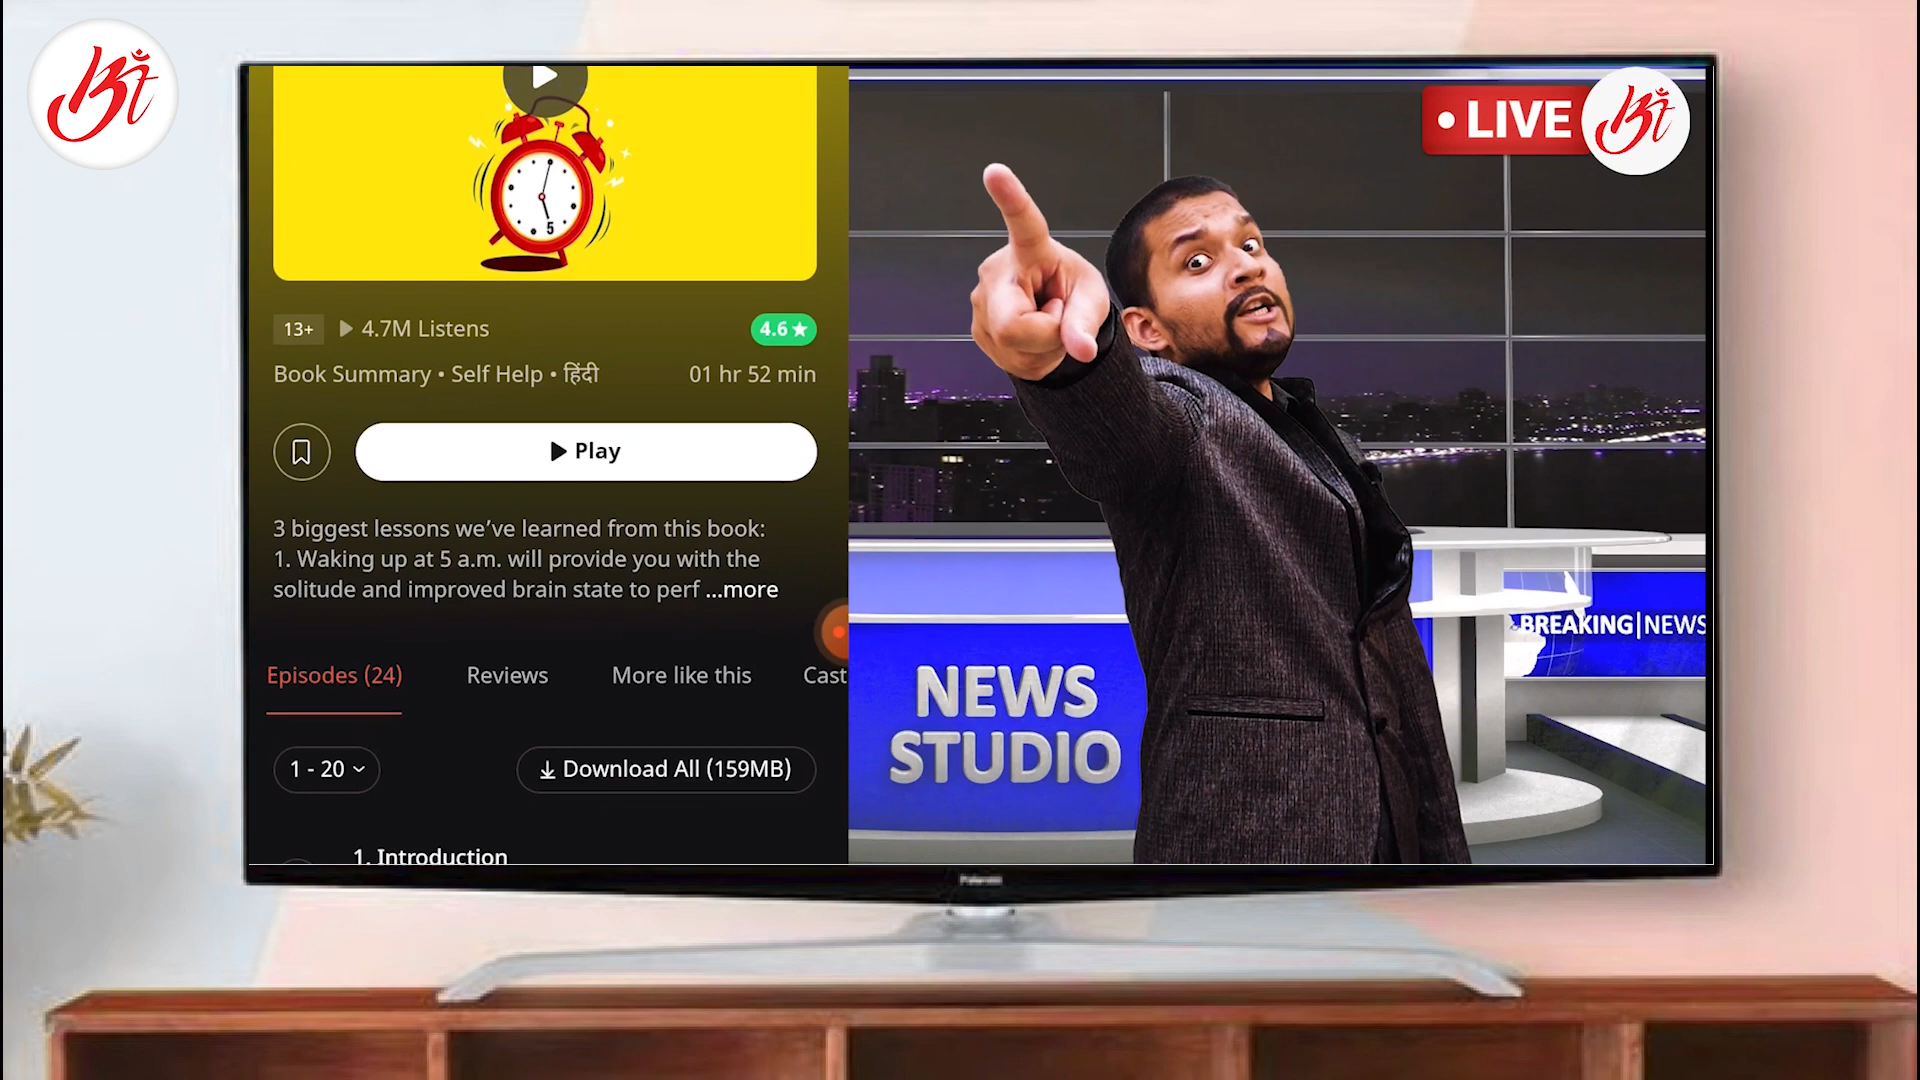 5
13+
4.7M Listens
4.6★
Book Summary • Self Help • हिंदी
01 hr 52 min
Play
3 biggest lessons we’ve learned from this book:
1. Waking up at 5 a.m. will provide you with the
solitude and improved brain state to perf ...more
Episodes (24)
Reviews
More like this
Cast
1 - 20
Download All (159MB)
1. Introduction
• LIVE
Bt
Bt
BREAKING|NEWS
NEWS
STUDIO